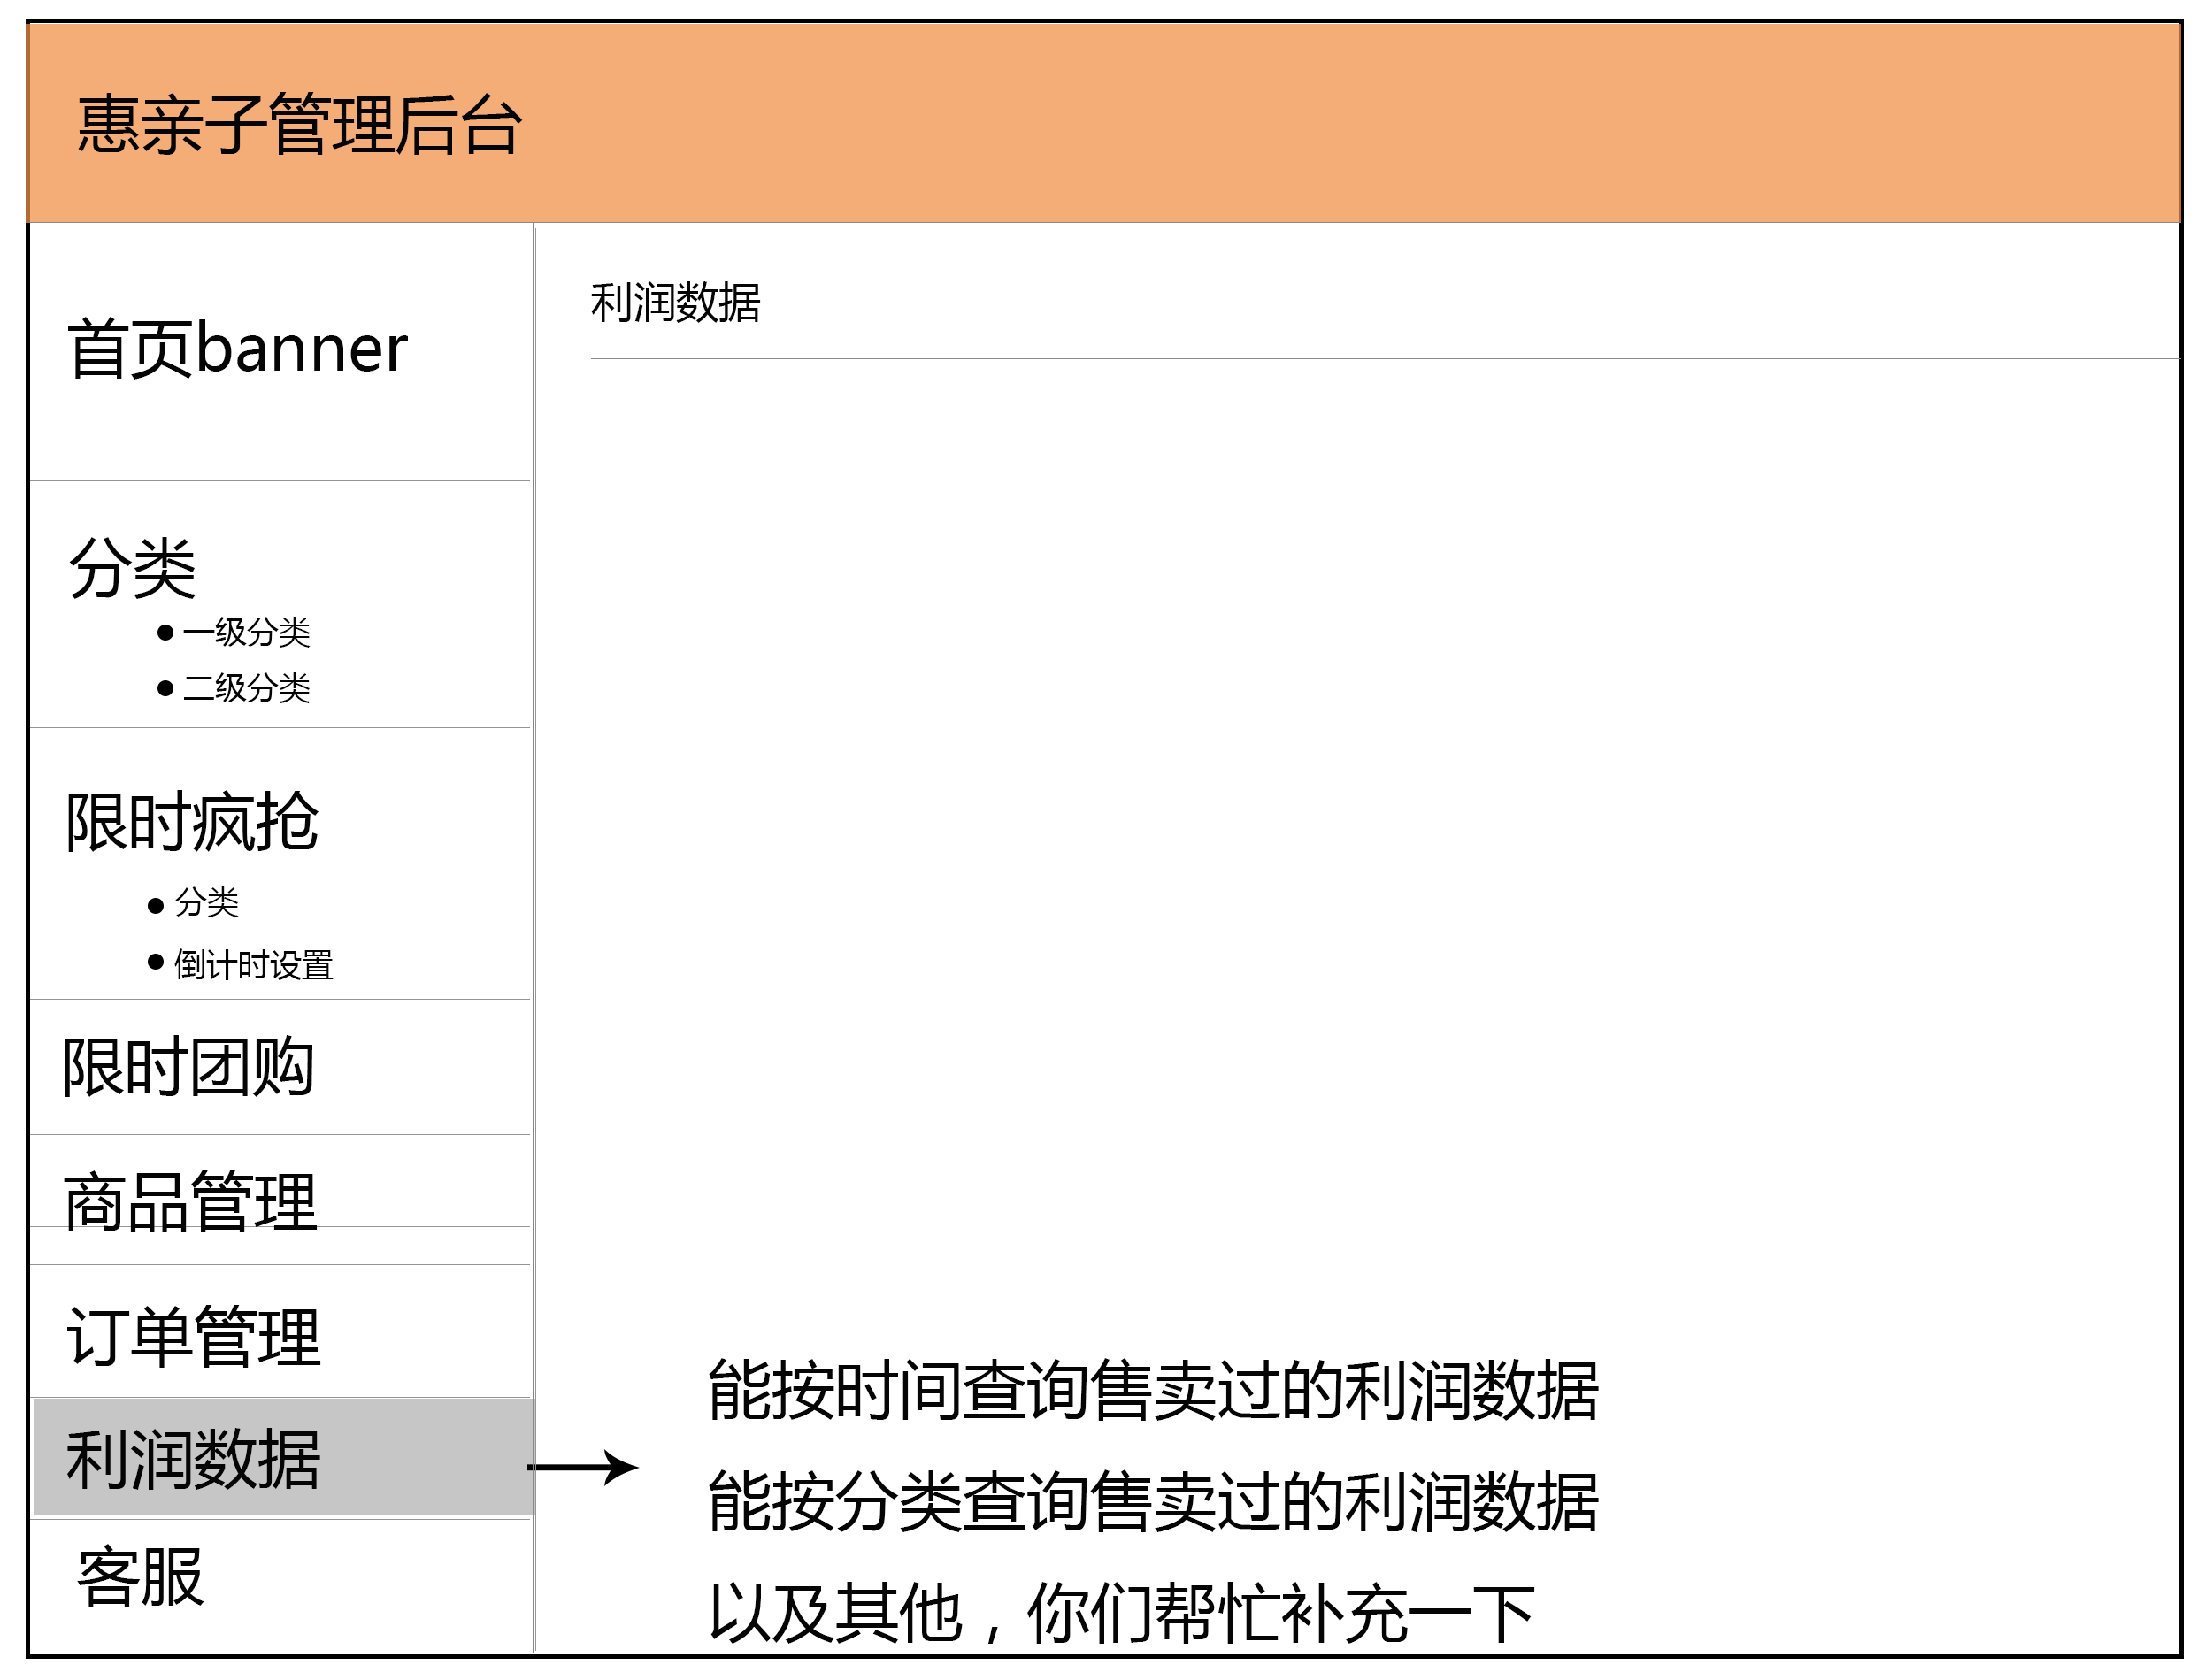 惠亲子管理后台
首页banner
分类
一级分类
二级分类
限时疯抢
分类
倒计时设置
限时团购
商品管理
订单管理
利润数据
客服
利润数据
能按时间查询售卖过的利润数据
能按分类查询售卖过的利润数据
以及其他，你们帮忙补充一下